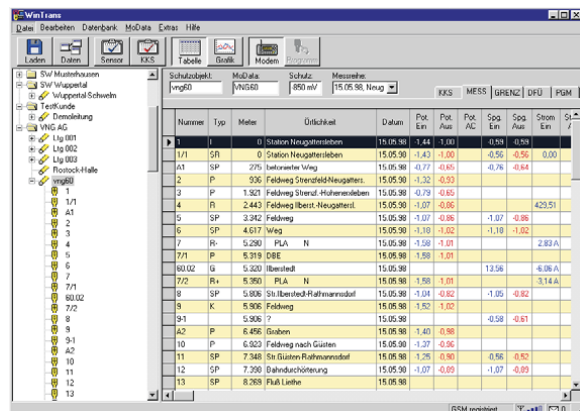 WinTrans
Datei Bearbeiten Datenbank MoData Extras Hilfe
Laden Daten Sensor KKS Tabelle Grafik Modem Programm
SW Musterhausen
SW Wuppertal
Wuppertal-Schwelm
TestKunde
Demoleitung
VNG AG
Ltg 001
Ltg 002
Ltg 003
Rostock-Halle
vng60
1
1/1
A1
2
3
4
5
6
7
7/1
60.02
7/2
8
9
9-1
A2
10
11
12
13
Schutzobjekt: MoData: Schutz: Messreihe:
vng60 VNG60 -850 mV 15.05.98, Neug
KKS MESS GRENZ DFÜ PGM
Nummer Typ Meter Örtlichkeit Datum Pot. Ein Pot. Aus Pot. AC Spg. Ein Spg. Aus Strom Ein
1 I 0 Station Neugattersleben 15.05.98 -1,44 -1,00 -0,59 -0,59
1/1 SR 0 Station Neugattersleben 15.05.98 -1,43 -1,00 -0,56 -0,56 0,00
A1 SP 275 betonierter Weg 15.05.98 -0,77 -0,65 -0,76 -0,64
2 P 936 Feldweg Strenzfeld-Neugatters. 15.05.98 -1,32 -0,93
3 P 1.921 Feldweg Strenzf.-Hohenerxleben 15.05.98 -0,79 -0,65
4 R 2.443 Feldweg Ilberst.-Neugattersl. 15.05.98 -1,07 -0,86 429,51
5 SP 3.342 Feldweg 15.05.98 -1,07 -0,86 -1,07 -0,86
6 SP 4.617 Weg 15.05.98 -1,18 -1,02 -1,18 -1,02
7 R- 5.290 PLA N 15.05.98 -1,58 -1,01 2,83 A
7/1 P 5.319 DBE 15.05.98 -1,58 -1,01
60.02 G 5.320 Ilberstedt 15.05.98 13.56 -6,06 A
7/2 R+ 5.350 PLA N 15.05.98 -1,58 -1,01 -3,14 A
8 SP 5.806 Str.Ilberstedt-Rathmannsdorf 15.05.98 -1,04 -0,82 -1,05 -0,82
9 K 5.906 Feldweg 15.05.98 -1,52 -1,02
9-1 5.906 ? 15.05.98 -0,58 -0,61
A2 P 6.456 Graben 15.05.98 -1,40 -0,98
10 P 6.923 Feldweg nach Güsten 15.05.98 -1,37 -0,96
11 SP 7.348 Str.Güsten-Rathmannsdorf 15.05.98 -1,25 -0,90 -0,56 -0,52
12 SP 7.390 Bahndurchörterung 15.05.98 -1,07 -0,89 -1,07 -0,89
13 SP 8.269 Fluß Liethe 15.05.98
GSM registriert 0